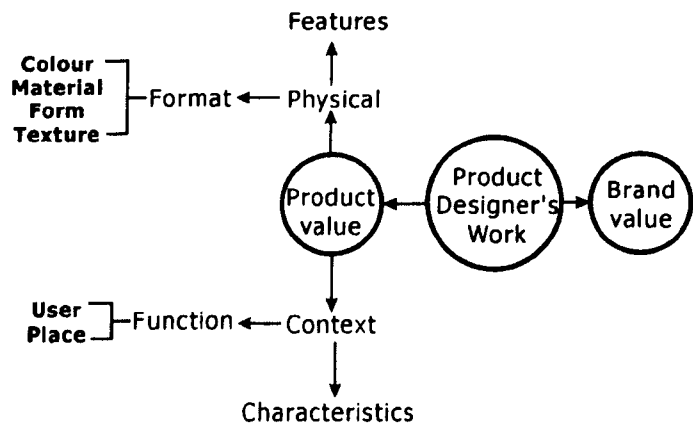 Features
Colour
Material
Form
Texture
Format
Physical
Product
value
Product
Designer's
Work
Brand
value
User
Place
Function
Context
Characteristics